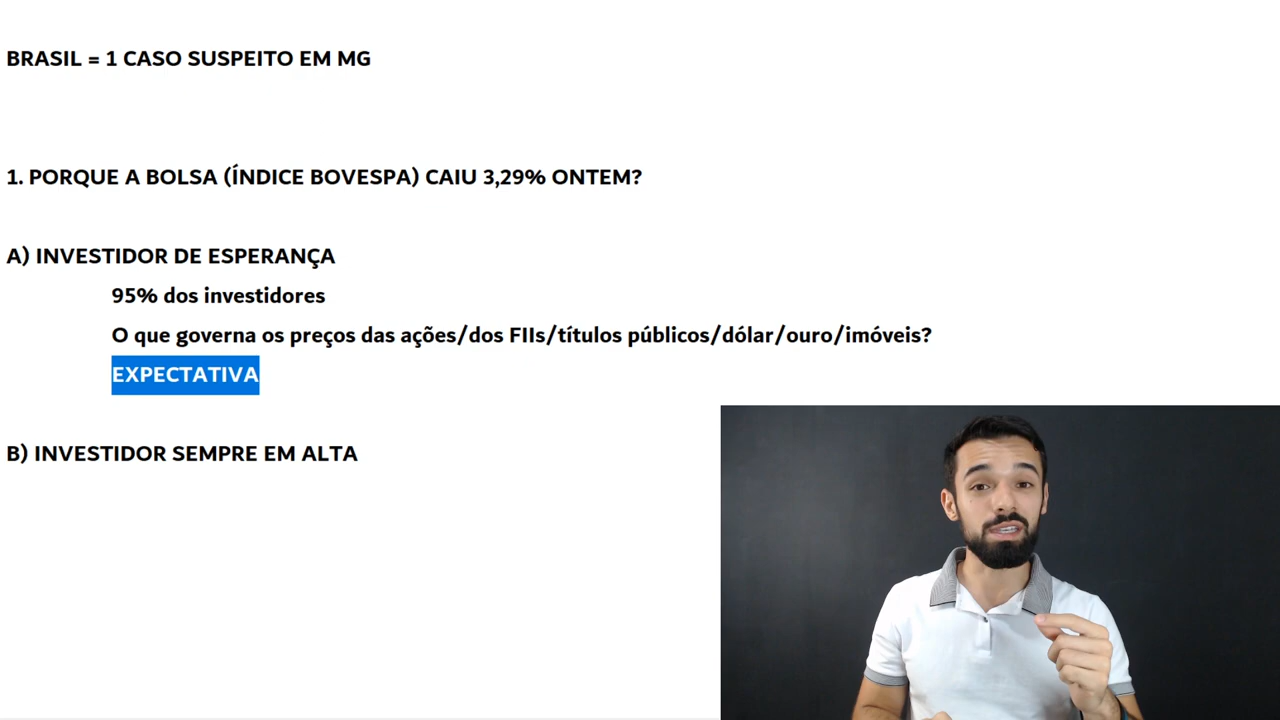 BRASIL = 1 CASO SUSPEITO EM MG
1. PORQUE A BOLSA (ÍNDICE BOVESPA) CAIU 3,29% ONTEM?
A) INVESTIDOR DE ESPERANÇA
95% dos investidores
O que governa os preços das ações/dos FIIs/títulos públicos/dólar/ouro/imóveis?
EXPECTATIVA
B) INVESTIDOR SEMPRE EM ALTA